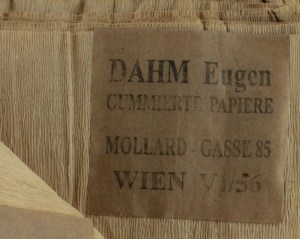 DAHM Eugen
GUMMIERTE PAPIERE
MOLLARD-GASSE 85
WIEN VI/56